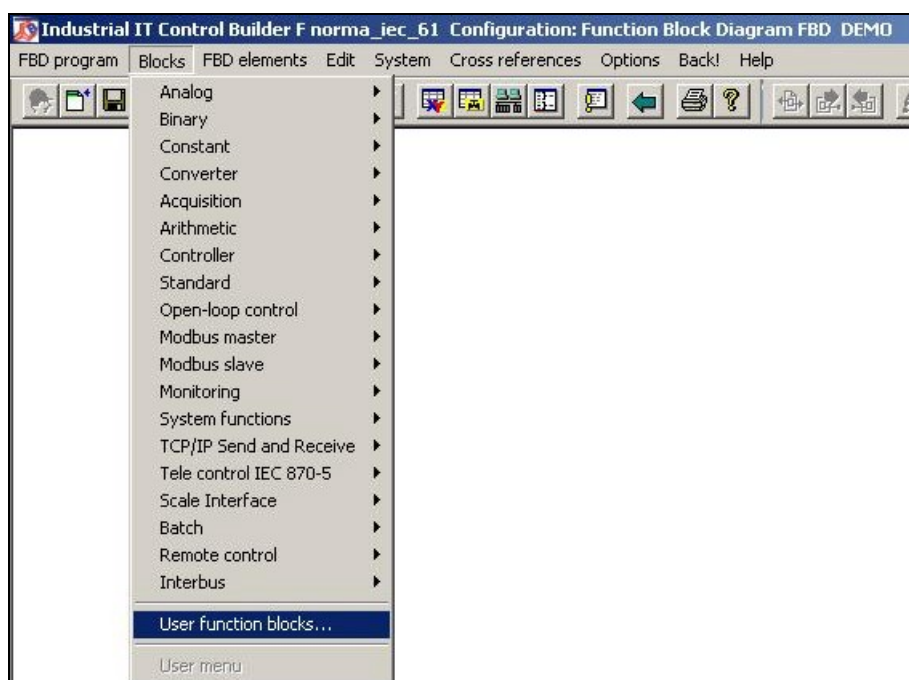 Industrial IT Control Builder F norma_iec_61 Configuration: Function Block Diagram FBD DEMO
FBD program Blocks FBD elements Edit System Cross references Options Back! Help
Analog
Binary
Constant
Converter
Acquisition
Arithmetic
Controller
Standard
Open-loop control
Modbus master
Modbus slave
Monitoring
System functions
TCP/IP Send and Receive
Tele control IEC 870-5
Scale Interface
Batch
Remote control
Interbus
User function blocks...
User menu